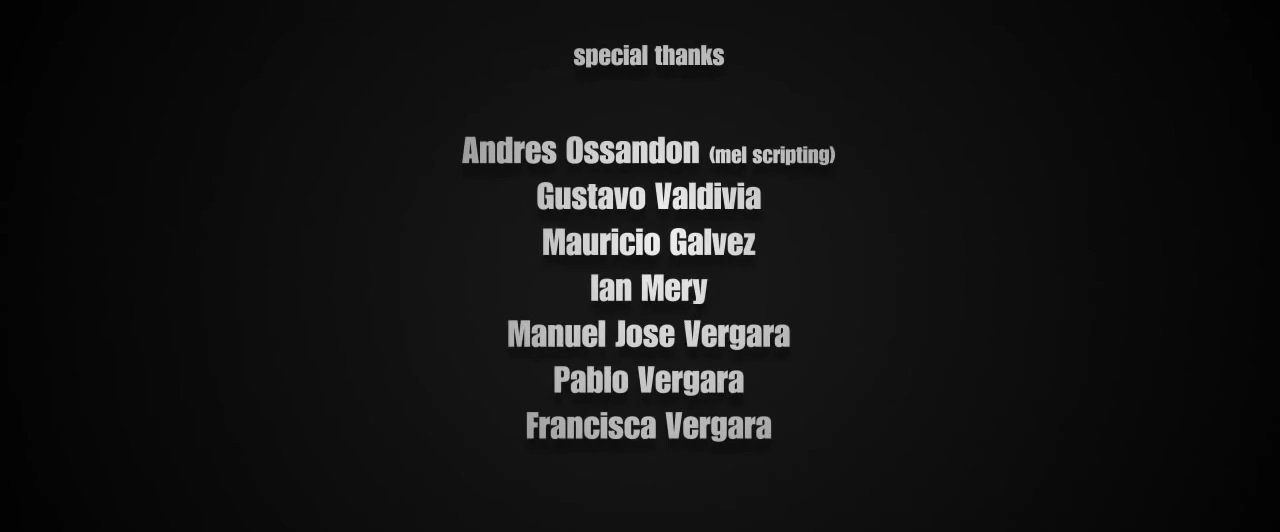 special thanks
Andres Ossandon (mel scripting)
Gustavo Valdivia
Mauricio Galvez
Ian Mery
Manuel Jose Vergara
Pablo Vergara
Francisca Vergara